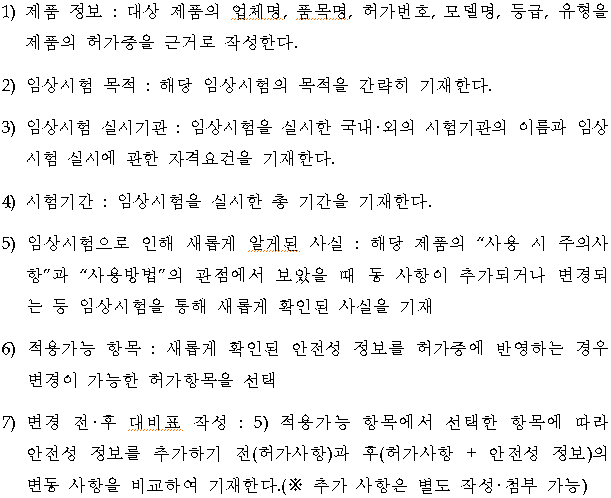 1) 제품 정보 : 대상 제품의 업체명, 품목명, 허가번호, 모델명, 등급, 유형을
제품의 허가증을 근거로 작성한다.
2) 임상시험 목적 : 해당 임상시험의 목적을 간략히 기재한다.
3) 임상시험 실시기관 : 임상시험을 실시한 국내·외의 시험기관의 이름과 임상
시험 실시에 관한 자격요건을 기재한다.
4) 시험기간 : 임상시험을 실시한 총 기간을 기재한다.
5) 임상시험으로 인해 새롭게 알게된 사실 : 해당 제품의 “사용 시 주의사
항”과 “사용방법”의 관점에서 보았을 때 동 사항이 추가되거나 변경되
는 등 임상시험을 통해 새롭게 확인된 사실을 기재
6) 적용가능 항목 : 새롭게 확인된 안전성 정보를 허가증에 반영하는 경우
변경이 가능한 허가항목을 선택
7) 변경 전·후 대비표 작성 : 5) 적용가능 항목에서 선택한 항목에 따라
안전성 정보를 추가하기 전(허가사항)과 후(허가사항 + 안전성 정보)의
변동 사항을 비교하여 기재한다.(※ 추가 사항은 별도 작성·첨부 가능)